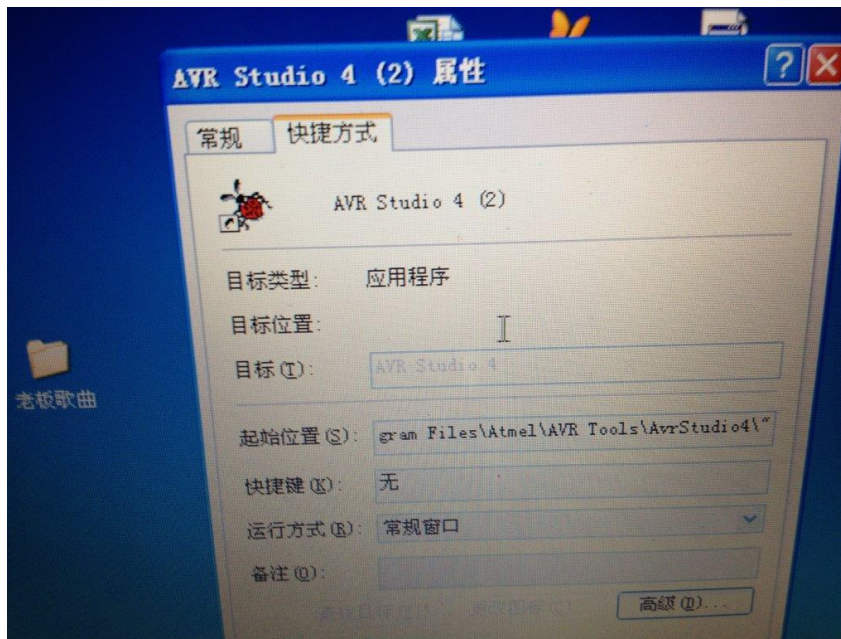 AVR Studio 4 (2) 属性
常规 快捷方式
AVR Studio 4 (2)
目标类型: 应用程序
目标位置:
目标(T): AVR Studio 4
老板歌曲
起始位置(S): gram Files\Atmel\AVR Tools\AvrStudio4\"
快捷键(K): 无
运行方式(R): 常规窗口
备注(O):
高级(D)...